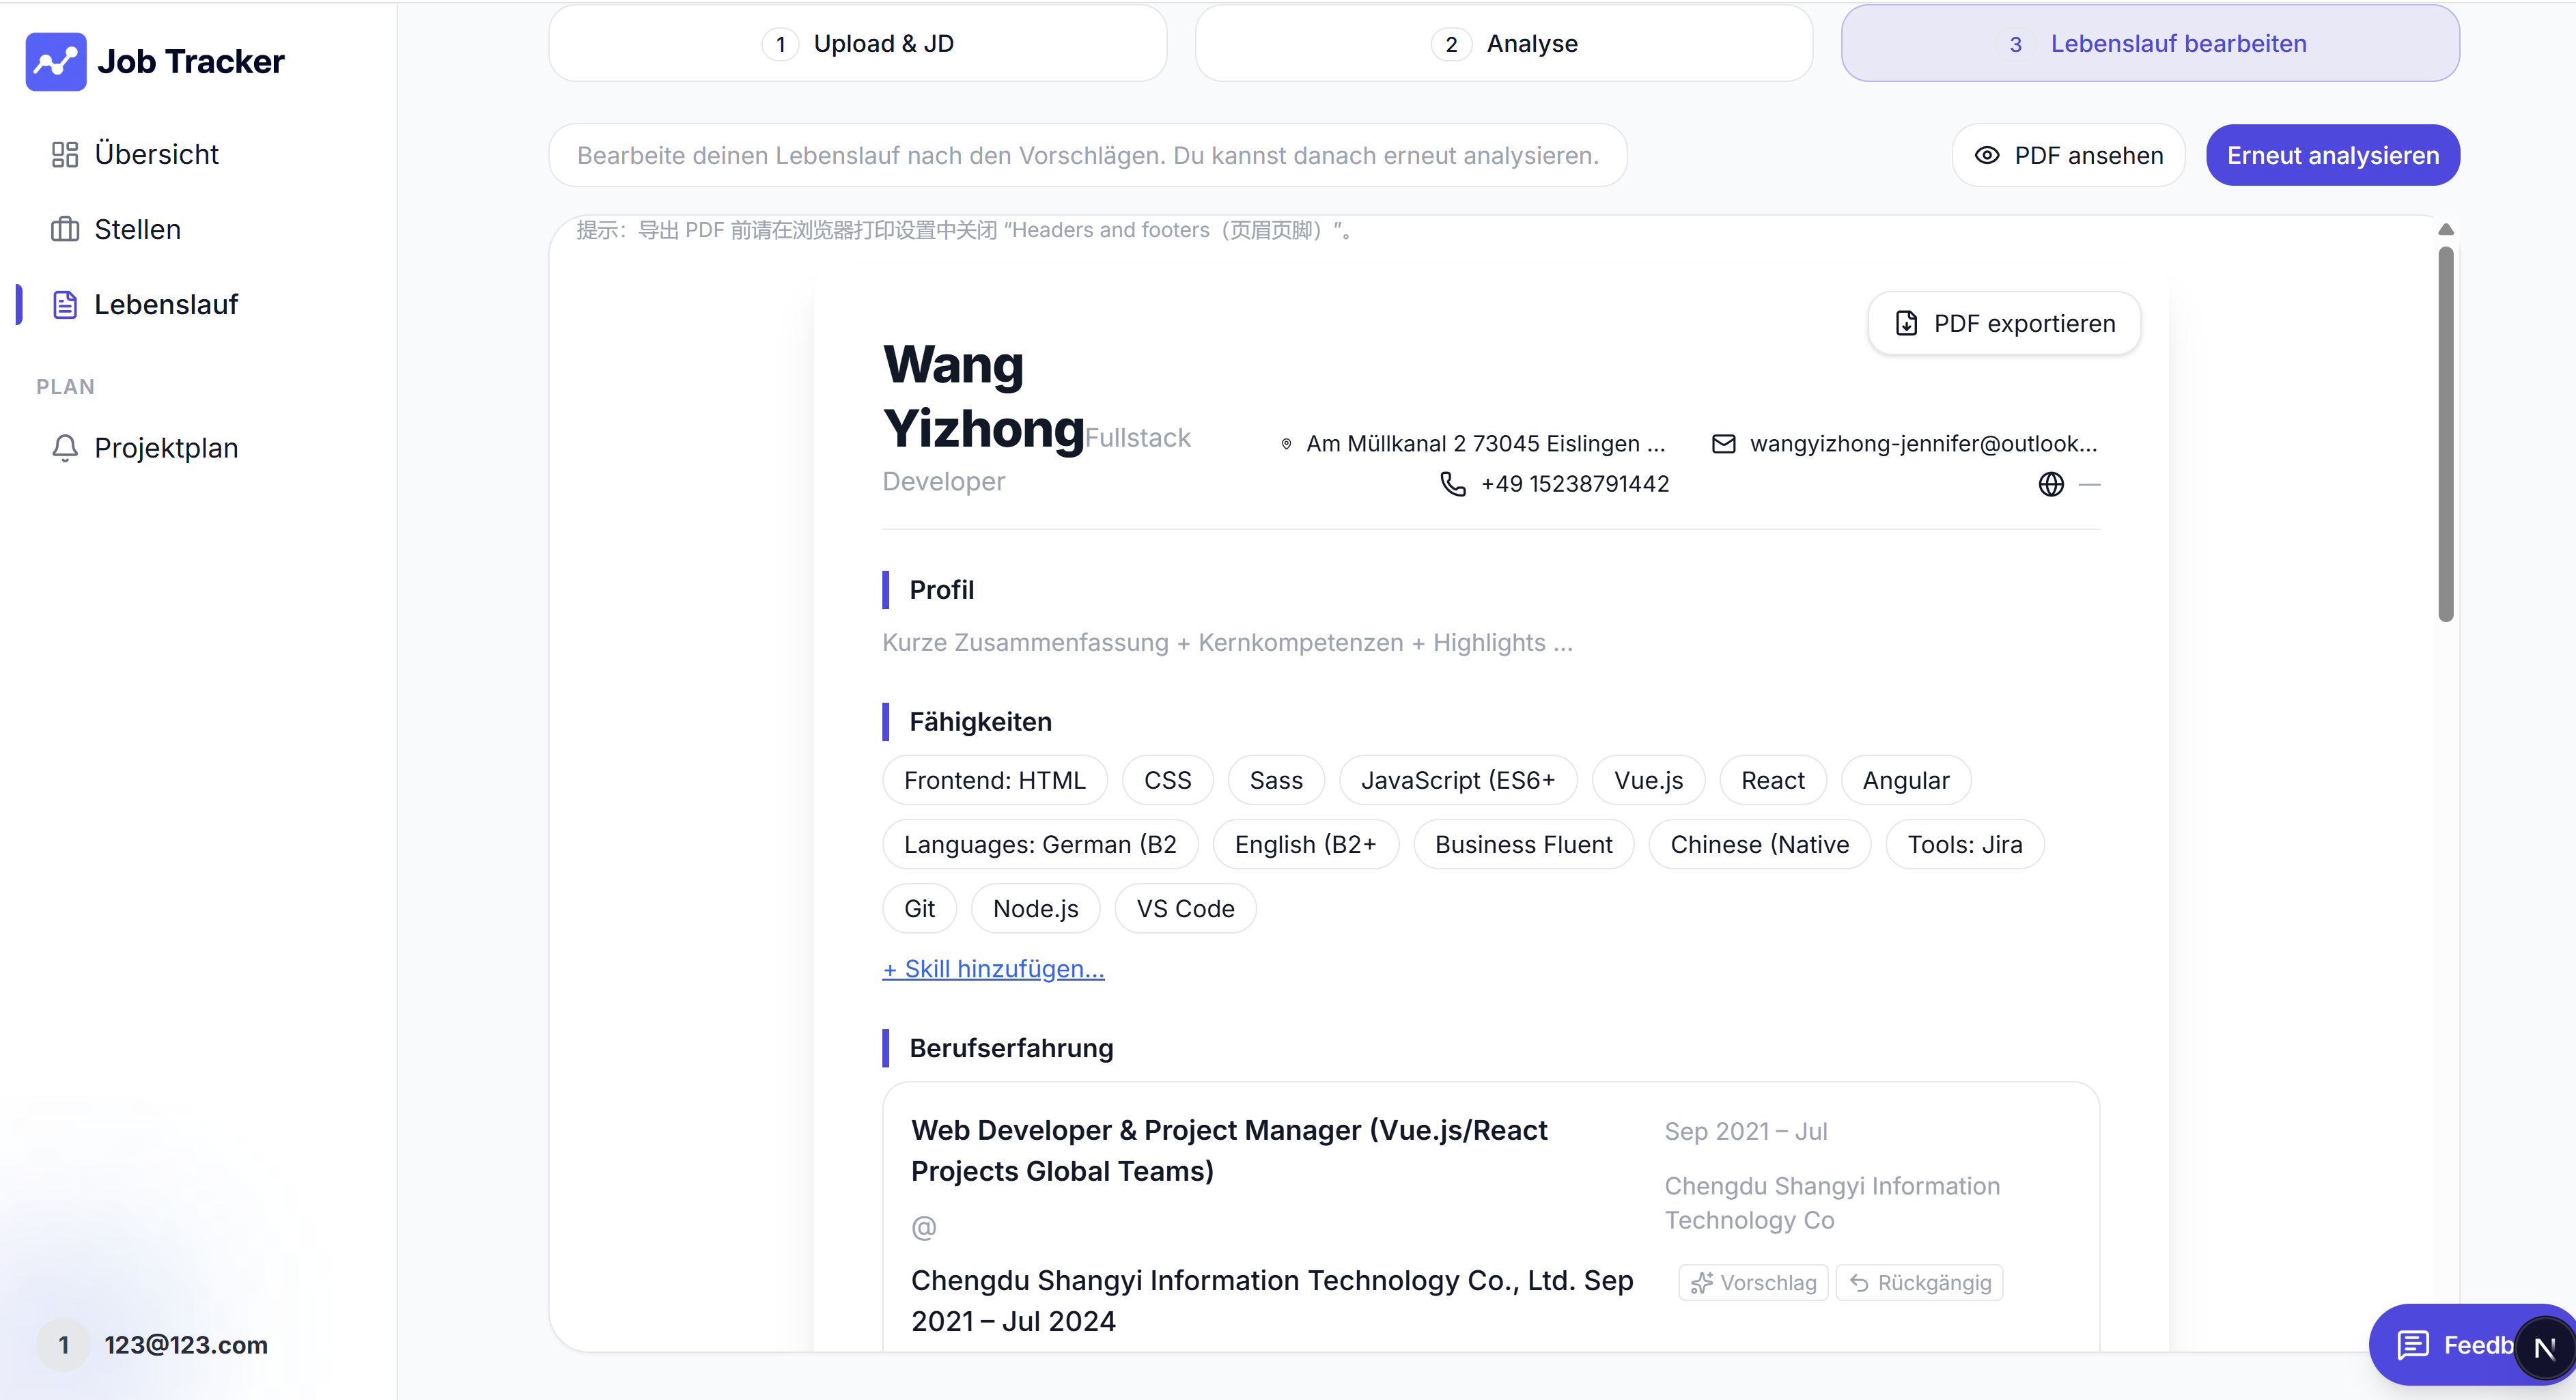 Job Tracker
Übersicht
Stellen
Lebenslauf
PLAN
Projektplan
1 123@123.com
1 Upload & JD
2 Analyse
3 Lebenslauf bearbeiten
Bearbeite deinen Lebenslauf nach den Vorschlägen. Du kannst danach erneut analysieren.
PDF ansehen
Erneut analysieren
提示：导出 PDF 前请在浏览器打印设置中关闭 “Headers and footers（页眉页脚）”。
PDF exportieren
Wang
Yizhong Fullstack
Developer
Am Müllkanal 2 73045 Eislingen ...
wangyizhong-jennifer@outlook...
+49 15238791442
—
Profil
Kurze Zusammenfassung + Kernkompetenzen + Highlights ...
Fähigkeiten
Frontend: HTML CSS Sass JavaScript (ES6+ Vue.js React Angular
Languages: German (B2 English (B2+ Business Fluent Chinese (Native Tools: Jira
Git Node.js VS Code
+ Skill hinzufügen...
Berufserfahrung
Web Developer & Project Manager (Vue.js/React
Projects Global Teams)
@
Chengdu Shangyi Information Technology Co., Ltd. Sep
2021 – Jul 2024
Sep 2021 – Jul
Chengdu Shangyi Information
Technology Co
Vorschlag
Rückgängig
Feedb
N